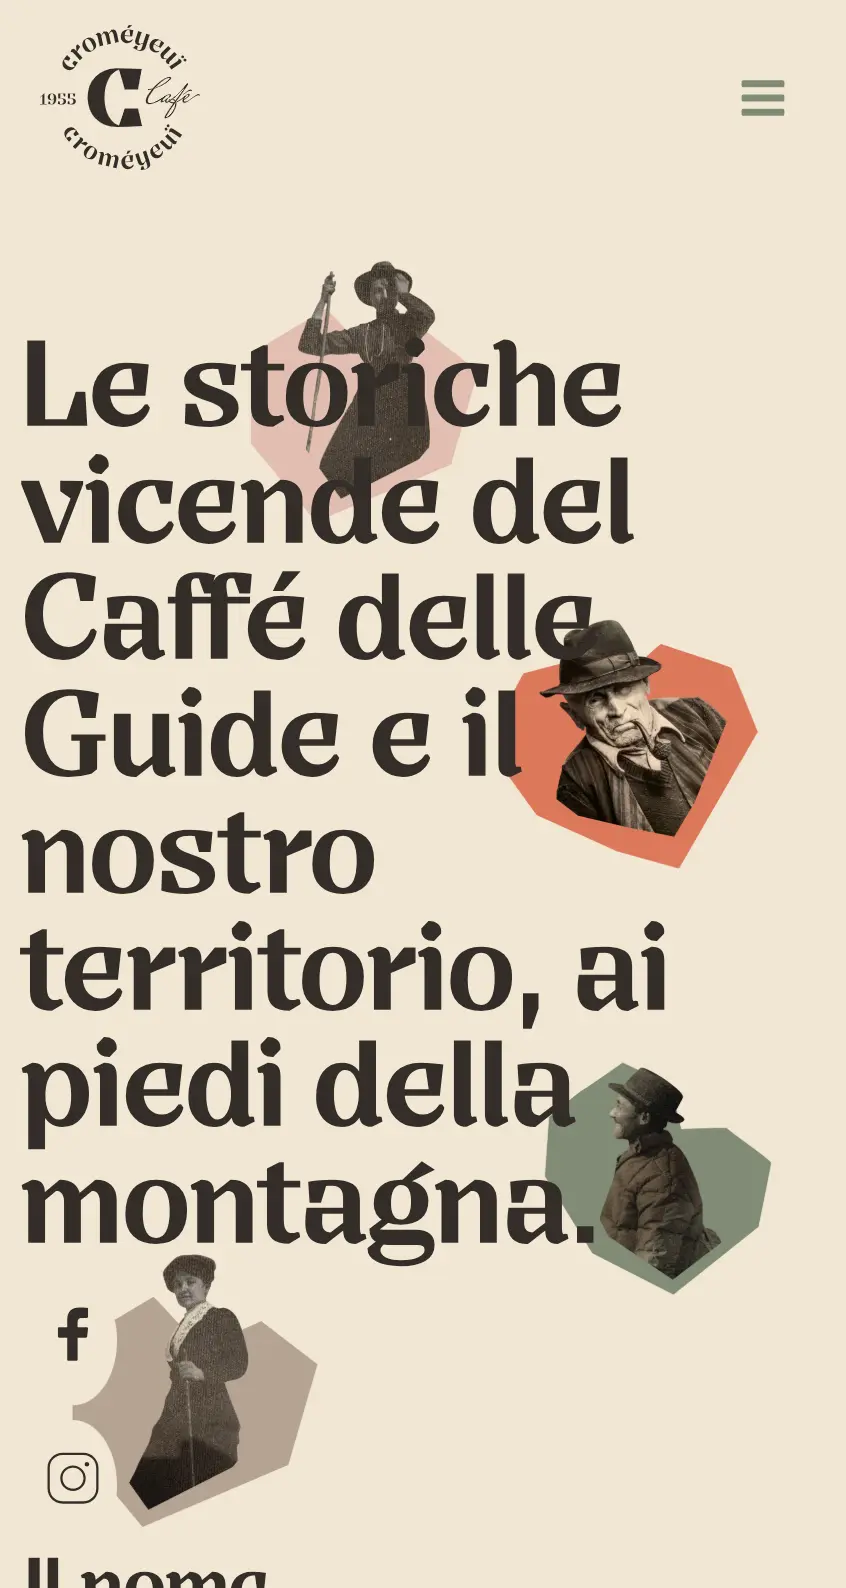 croméyeuï
1955 C Café
croméyeuï
Le storiche
vicende del
Caffé delle
Guide e il
nostro
territorio, ai
piedi della
montagna.
Il nome